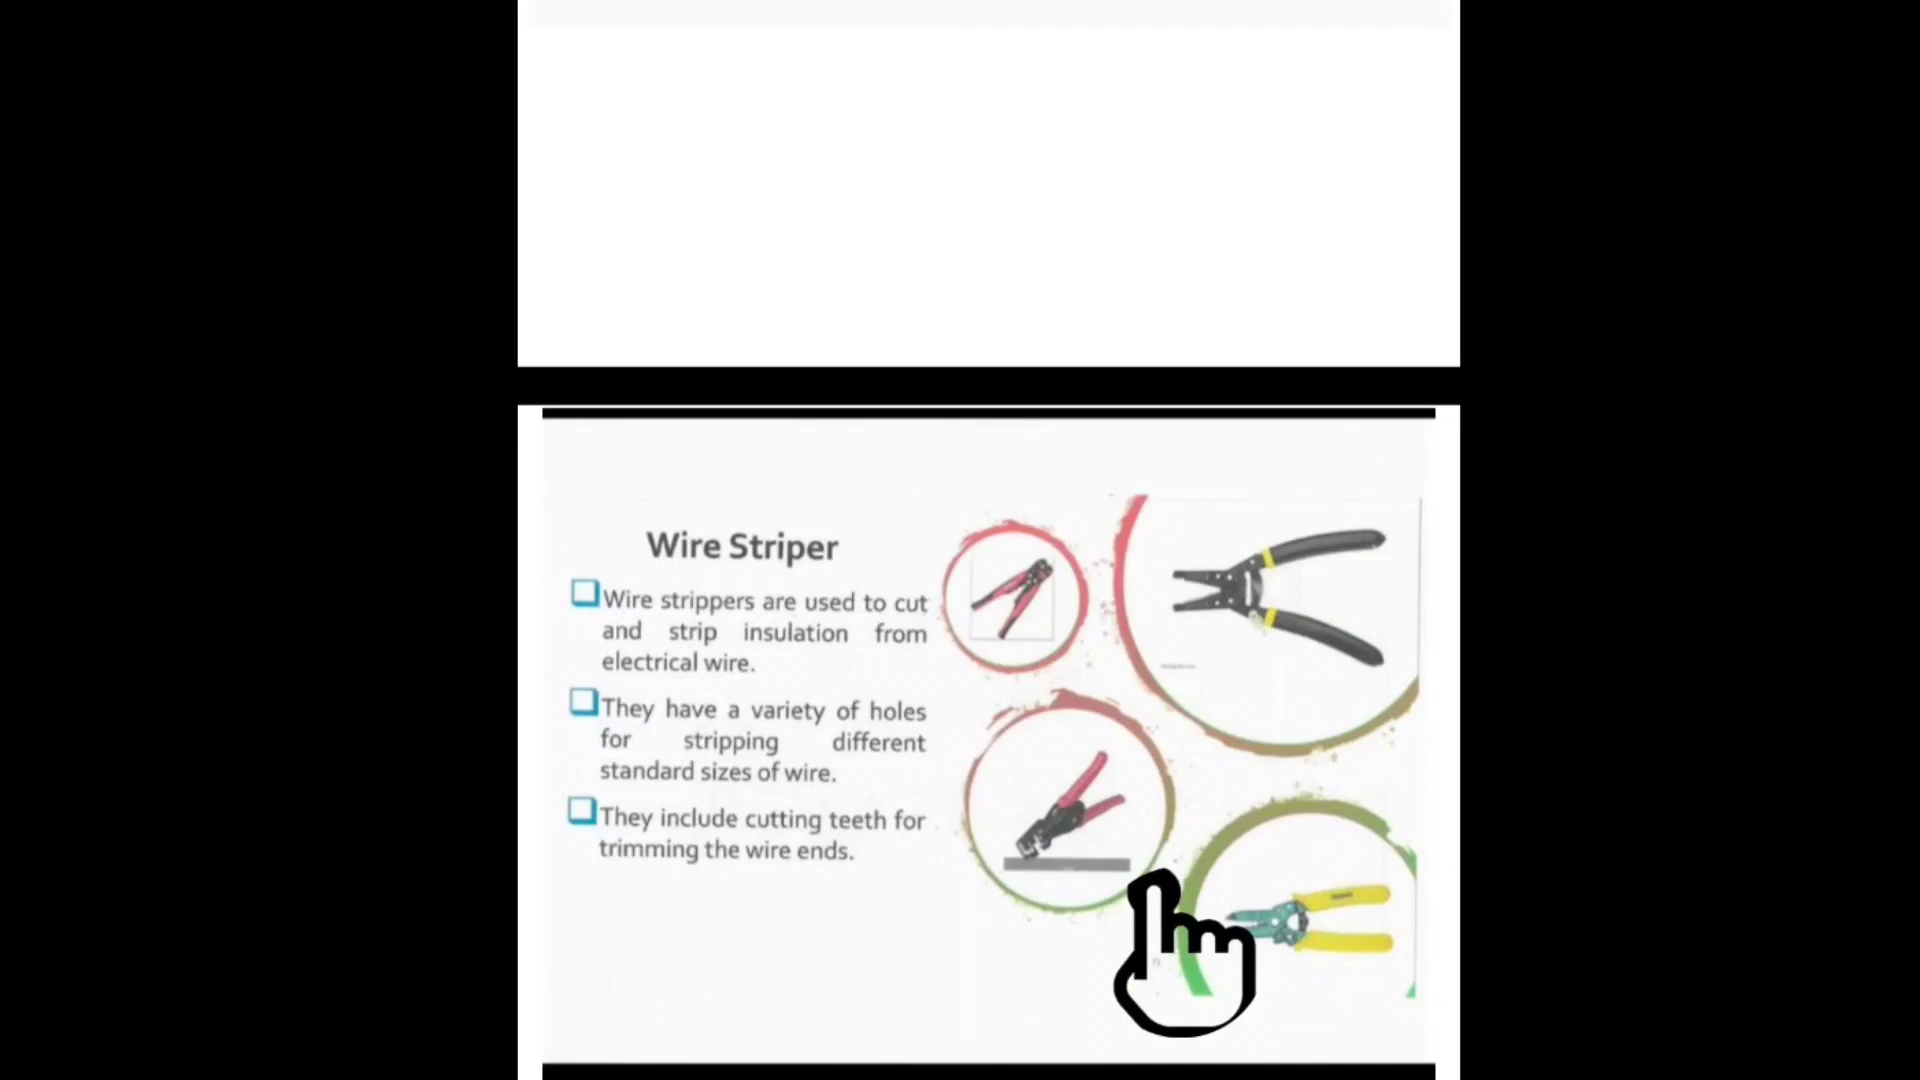 Wire Striper
Wire strippers are used to cut
and strip insulation from
electrical wire.
They have a variety of holes
for stripping different
standard sizes of wire.
They include cutting teeth for
trimming the wire ends.